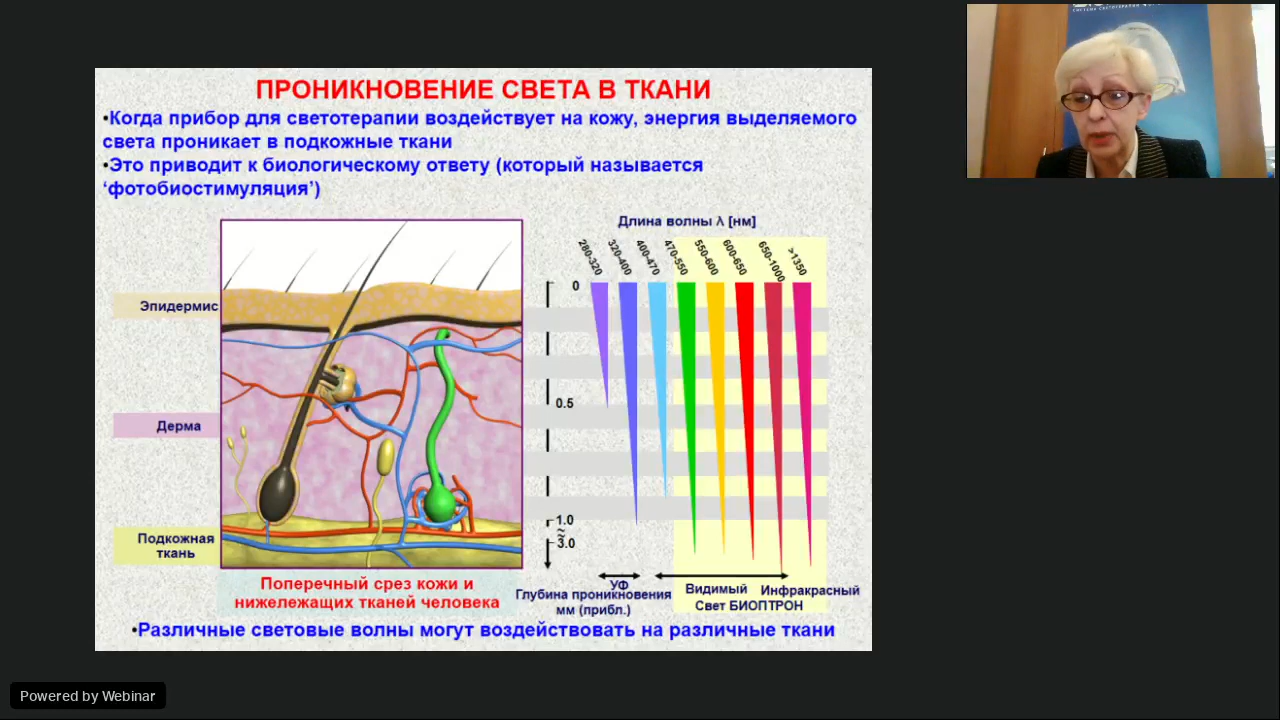 ПРОНИКНОВЕНИЕ СВЕТА В ТКАНИ
•Когда прибор для светотерапии воздействует на кожу, энергия выделяемого
света проникает в подкожные ткани
•Это приводит к биологическому ответу (который называется
‘фотобиостимуляция’)
Длина волны λ [нм]
280-320
320-400
400-470
470-550
550-600
600-650
650-1000
>1350
0
Эпидермис
0.5
Дерма
1.0
≈
3.0
Подкожная
ткань
Поперечный срез кожи и
нижележащих тканей человека
УФ
Глубина проникновения
мм (прибл.)
Видимый
Инфракрасный
Свет БИОПТРОН
•Различные световые волны могут воздействовать на различные ткани
Powered by Webinar